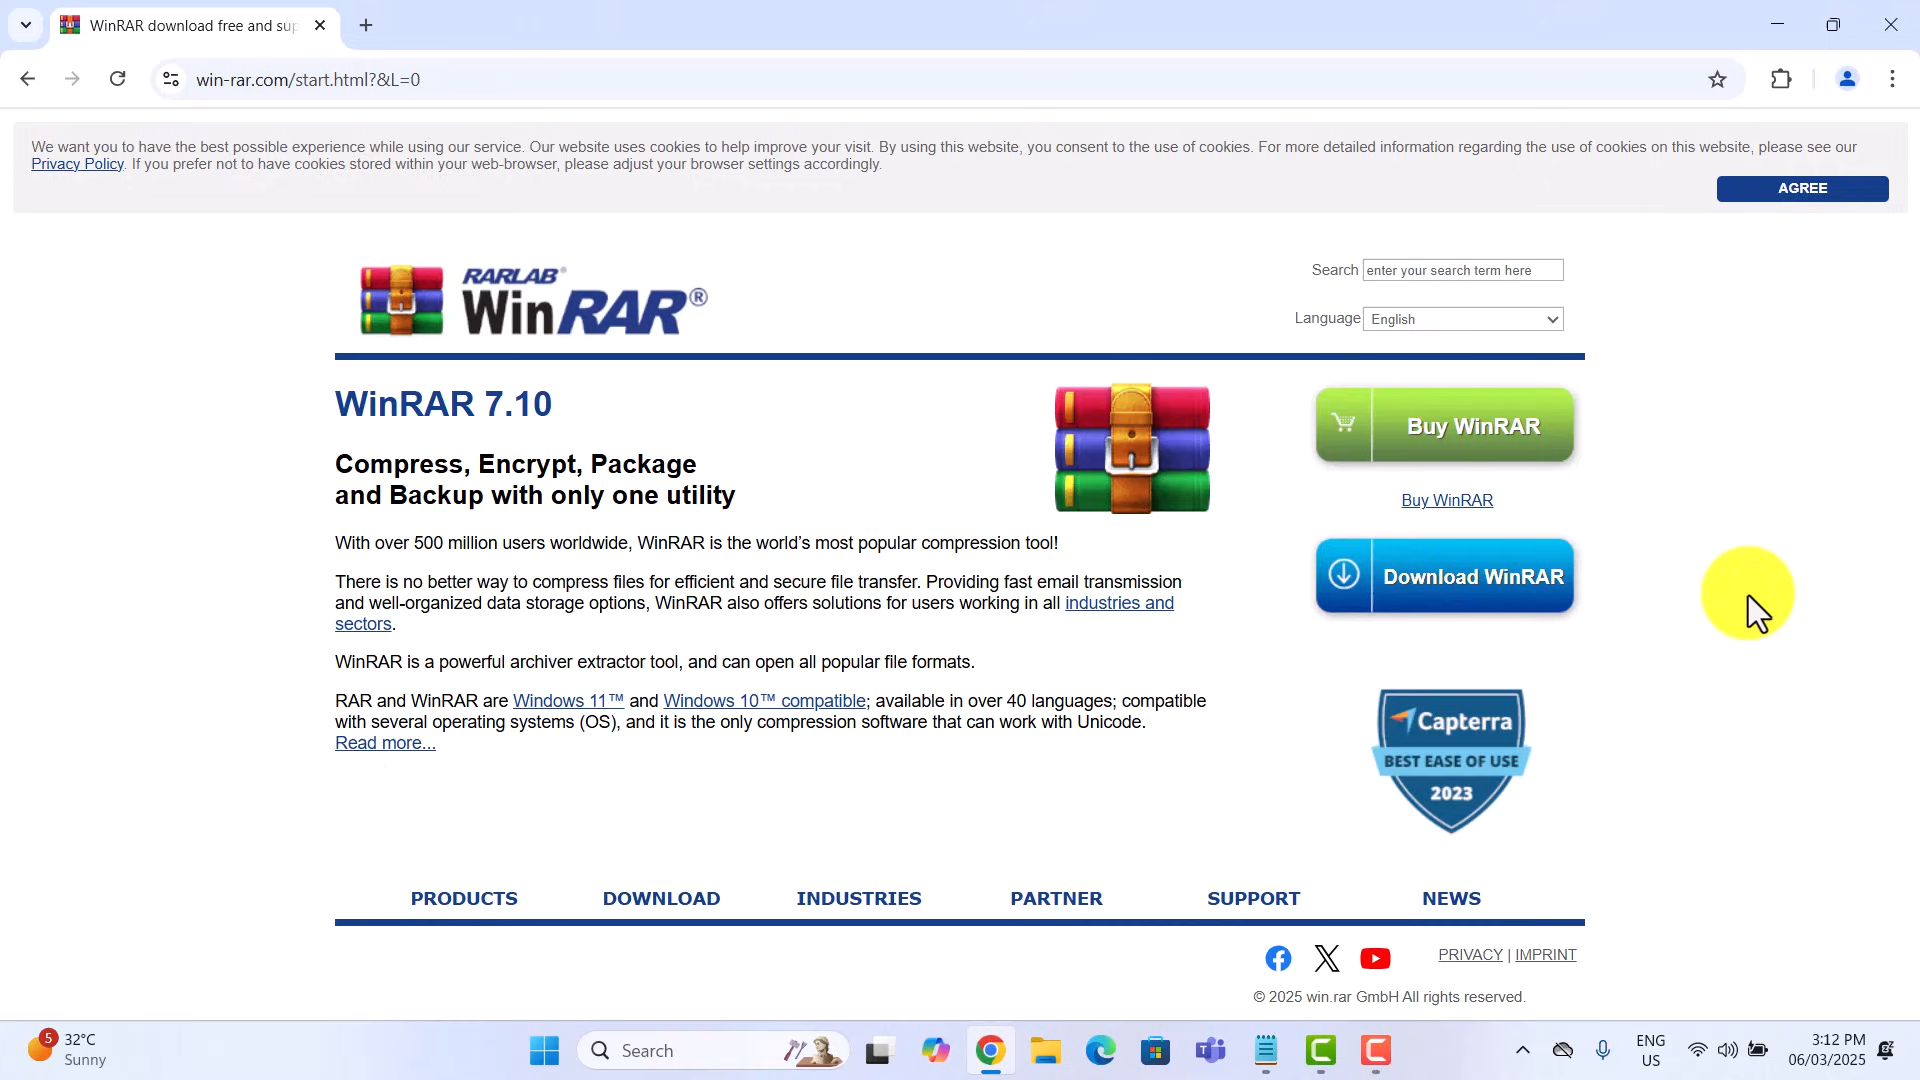 WinRAR download free and sup
win-rar.com/start.html?&L=0
We want you to have the best possible experience while using our service. Our website uses cookies to help improve your visit. By using this website, you consent to the use of cookies. For more detailed information regarding the use of cookies on this website, please see our
Privacy Policy. If you prefer not to have cookies stored within your web-browser, please adjust your browser settings accordingly.
AGREE
RARLAB®
WinRAR®
Search enter your search term here
Language English
WinRAR 7.10
Compress, Encrypt, Package
and Backup with only one utility
With over 500 million users worldwide, WinRAR is the world’s most popular compression tool!
There is no better way to compress files for efficient and secure file transfer. Providing fast email transmission
and well-organized data storage options, WinRAR also offers solutions for users working in all industries and
sectors.
WinRAR is a powerful archiver extractor tool, and can open all popular file formats.
RAR and WinRAR are Windows 11™ and Windows 10™ compatible; available in over 40 languages; compatible
with several operating systems (OS), and it is the only compression software that can work with Unicode.
Read more...
Buy WinRAR
Buy WinRAR
Download WinRAR
Capterra
BEST EASE OF USE
2023
PRODUCTS DOWNLOAD INDUSTRIES PARTNER SUPPORT NEWS
PRIVACY | IMPRINT
© 2025 win.rar GmbH All rights reserved.
5
32°C
Sunny
Search
ENG
US
3:12 PM
06/03/2025